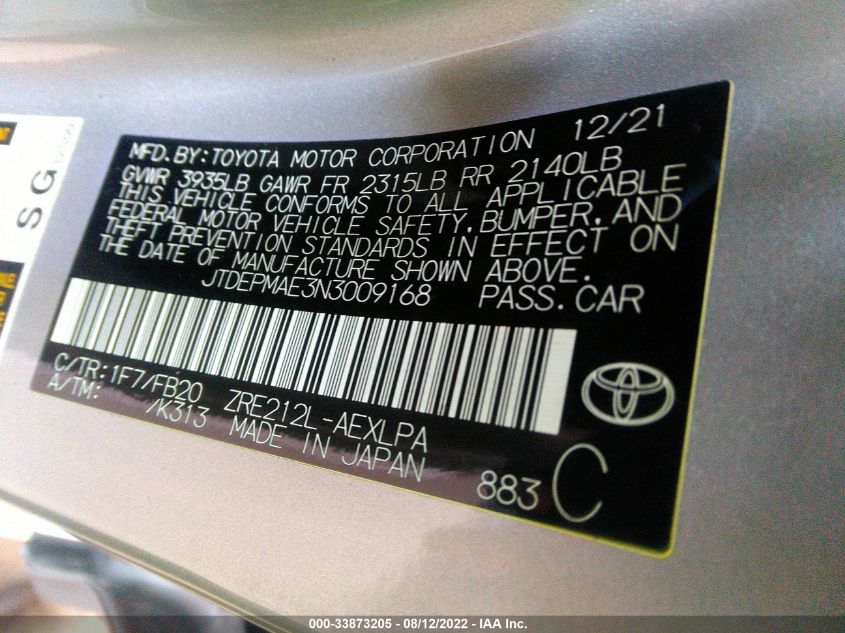 MFD. BY: TOYOTA MOTOR CORPORATION 12/21
GVWR 3935LB GAWR FR 2315LB RR 2140LB
THIS VEHICLE CONFORMS TO ALL APPLICABLE
FEDERAL MOTOR VEHICLE SAFETY, BUMPER, AND
THEFT PREVENTION STANDARDS IN EFFECT ON
THE DATE OF MANUFACTURE SHOWN ABOVE.
JTDEPMAE3N3009168 PASS. CAR
C/TR: 1F7/FB20 ZRE212L-AEXLPA
A/TM: /K313 MADE IN JAPAN
883 C
SG
000-33873205 - 08/12/2022 - IAA Inc.